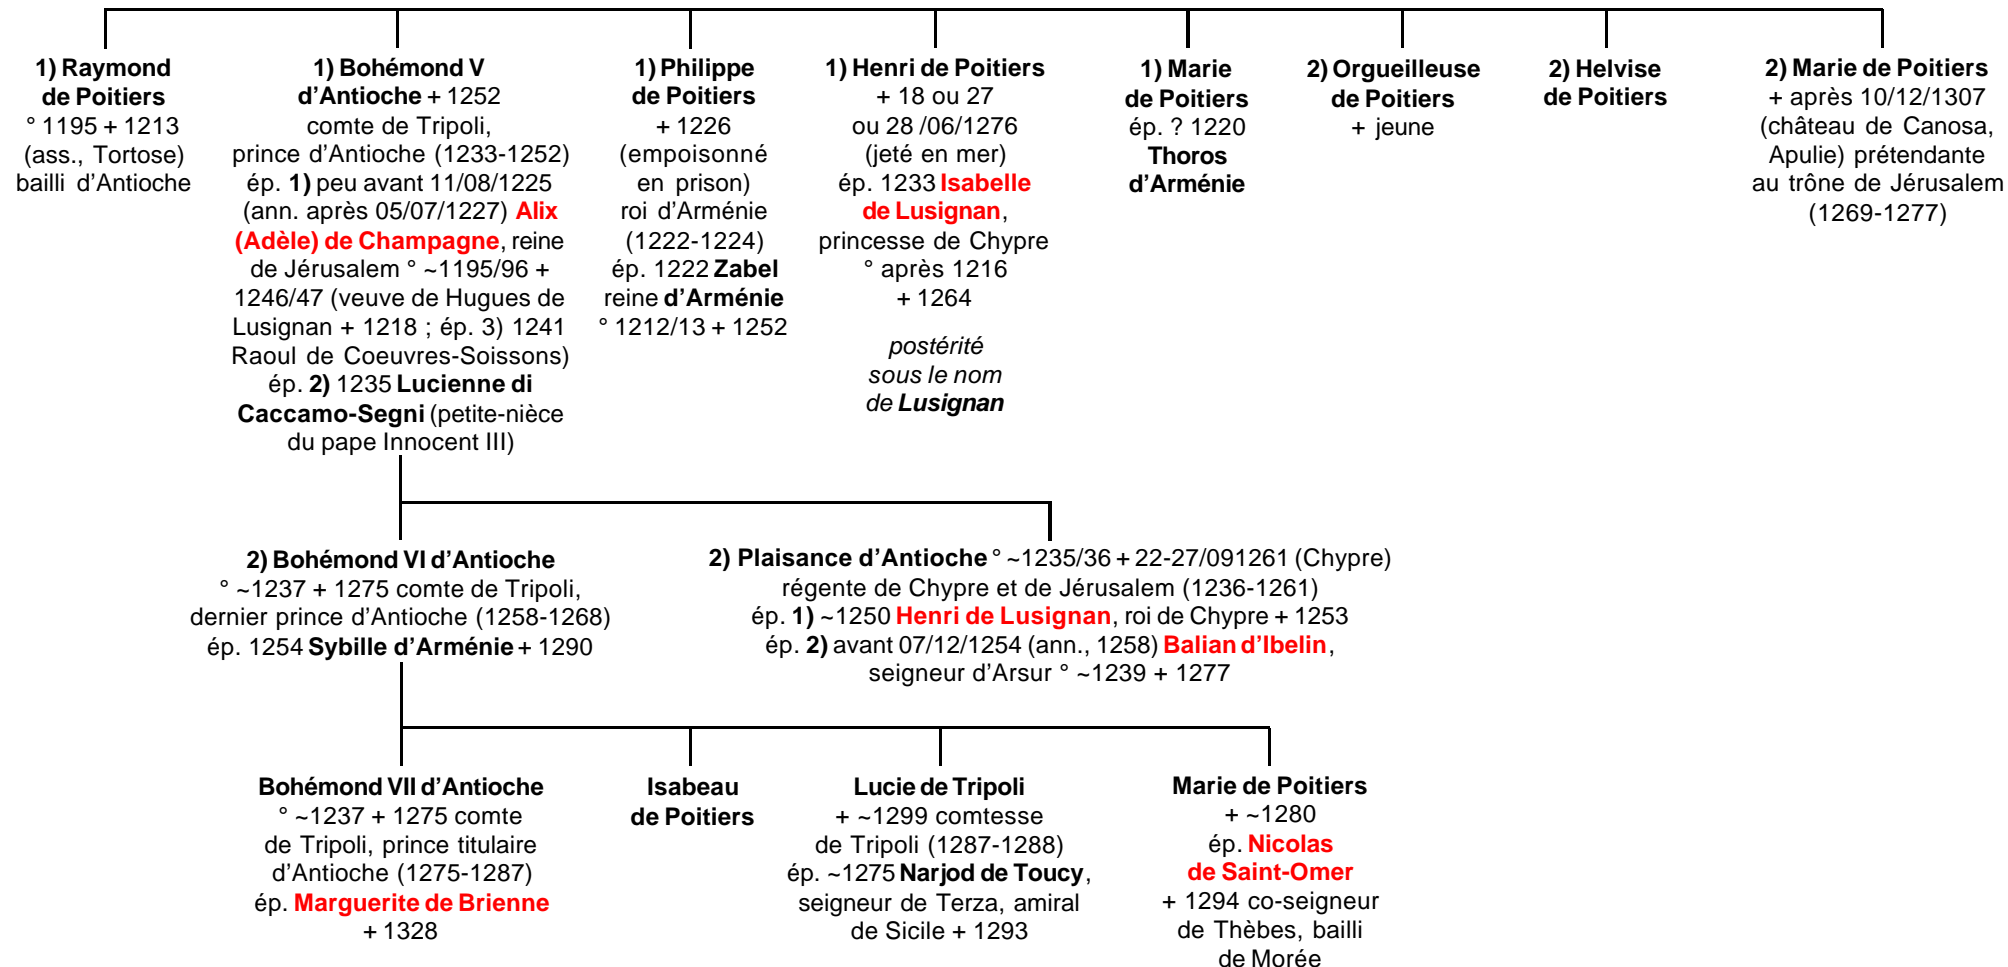 1) Raymond
de Poitiers
° 1195 + 1213
(ass., Tortose)
bailli d'Antioche
1) Bohémond V
d'Antioche + 1252
comte de Tripoli,
prince d'Antioche (1233-1252)
ép. 1) peu avant 11/08/1225
(ann. après 05/07/1227) Alix
(Adèle) de Champagne, reine
de Jérusalem ° ~1195/96 +
1246/47 (veuve de Hugues de
Lusignan + 1218 ; ép. 3) 1241
Raoul de Coeuvres-Soissons)
ép. 2) 1235 Lucienne di
Caccamo-Segni (petite-nièce
du pape Innocent III)
1) Philippe
de Poitiers
+ 1226
(empoisonné
en prison)
roi d'Arménie
(1222-1224)
ép. 1222 Zabel
reine d'Arménie
° 1212/13 + 1252
1) Henri de Poitiers
+ 18 ou 27
ou 28 /06/1276
(jeté en mer)
ép. 1233 Isabelle
de Lusignan,
princesse de Chypre
° après 1216
+ 1264
postérité
sous le nom
de Lusignan
1) Marie
de Poitiers
ép. ? 1220
Thoros
d'Arménie
2) Orgueilleuse
de Poitiers
+ jeune
2) Helvise
de Poitiers
2) Marie de Poitiers
+ après 10/12/1307
(château de Canosa,
Apulie) prétendante
au trône de Jérusalem
(1269-1277)
2) Bohémond VI d'Antioche
° ~1237 + 1275 comte de Tripoli,
dernier prince d'Antioche (1258-1268)
ép. 1254 Sybille d'Arménie + 1290
2) Plaisance d'Antioche ° ~1235/36 + 22-27/091261 (Chypre)
régente de Chypre et de Jérusalem (1236-1261)
ép. 1) ~1250 Henri de Lusignan, roi de Chypre + 1253
ép. 2) avant 07/12/1254 (ann., 1258) Balian d'Ibelin,
seigneur d'Arsur ° ~1239 + 1277
Bohémond VII d'Antioche
° ~1237 + 1275 comte
de Tripoli, prince titulaire
d'Antioche (1275-1287)
ép. Marguerite de Brienne
+ 1328
Isabeau
de Poitiers
Lucie de Tripoli
+ ~1299 comtesse
de Tripoli (1287-1288)
ép. ~1275 Narjod de Toucy,
seigneur de Terza, amiral
de Sicile + 1293
Marie de Poitiers
+ ~1280
ép. Nicolas
de Saint-Omer
+ 1294 co-seigneur
de Thèbes, bailli
de Morée